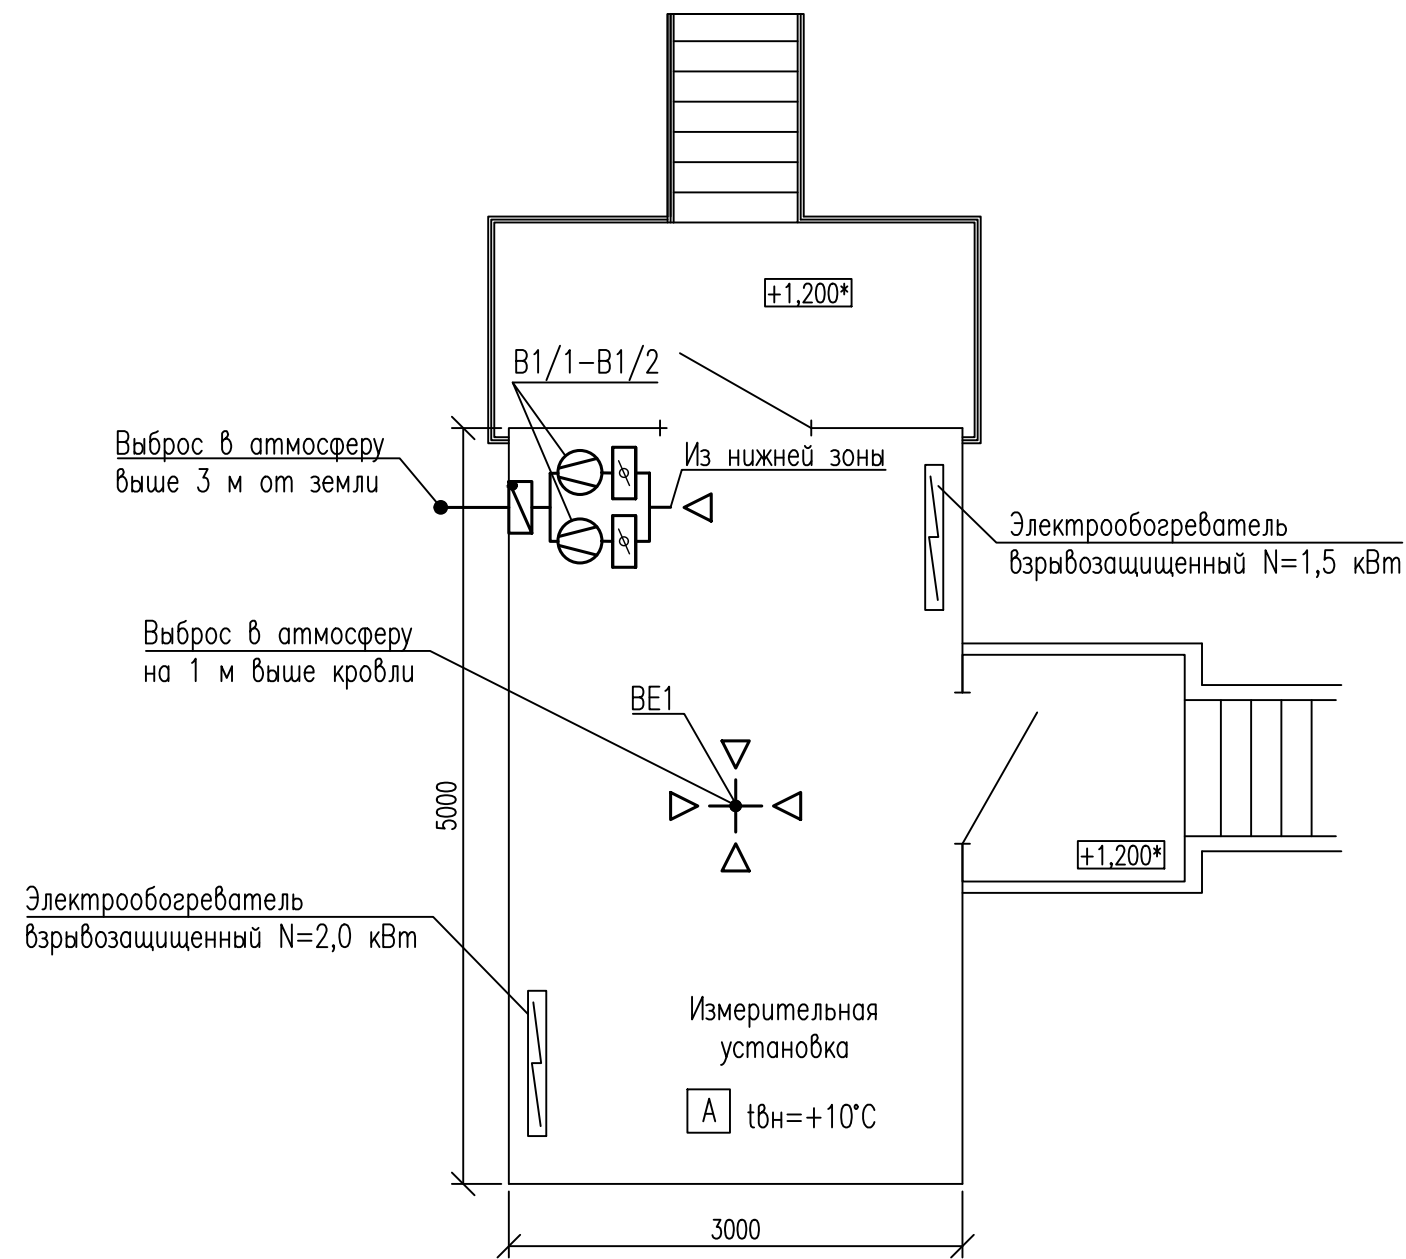 +1,200*
В1/1-В1/2
Выброс в атмосферу
выше 3 м от земли
Из нижней зоны
Электрообогреватель
взрывозащищенный N=1,5 кВт
Выброс в атмосферу
на 1 м выше кровли
ВЕ1
5000
+1,200*
Электрообогреватель
взрывозащищенный N=2,0 кВт
Измерительная
установка
А tвн=+10°С
3000